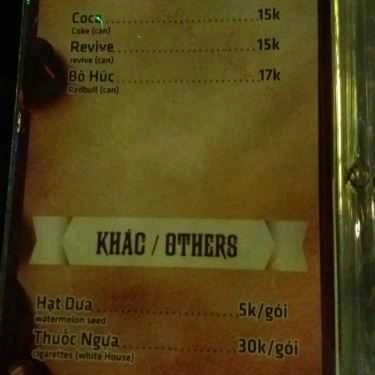 Coca 15k
Coke (can)
Revive 15k
revive (can)
Bò Húc 17k
Redbull (can)
KHÁC / OTHERS
Hạt Dưa 5k/gói
watermelon seed
Thuốc Ngựa 30k/gói
cigarettes (white House)